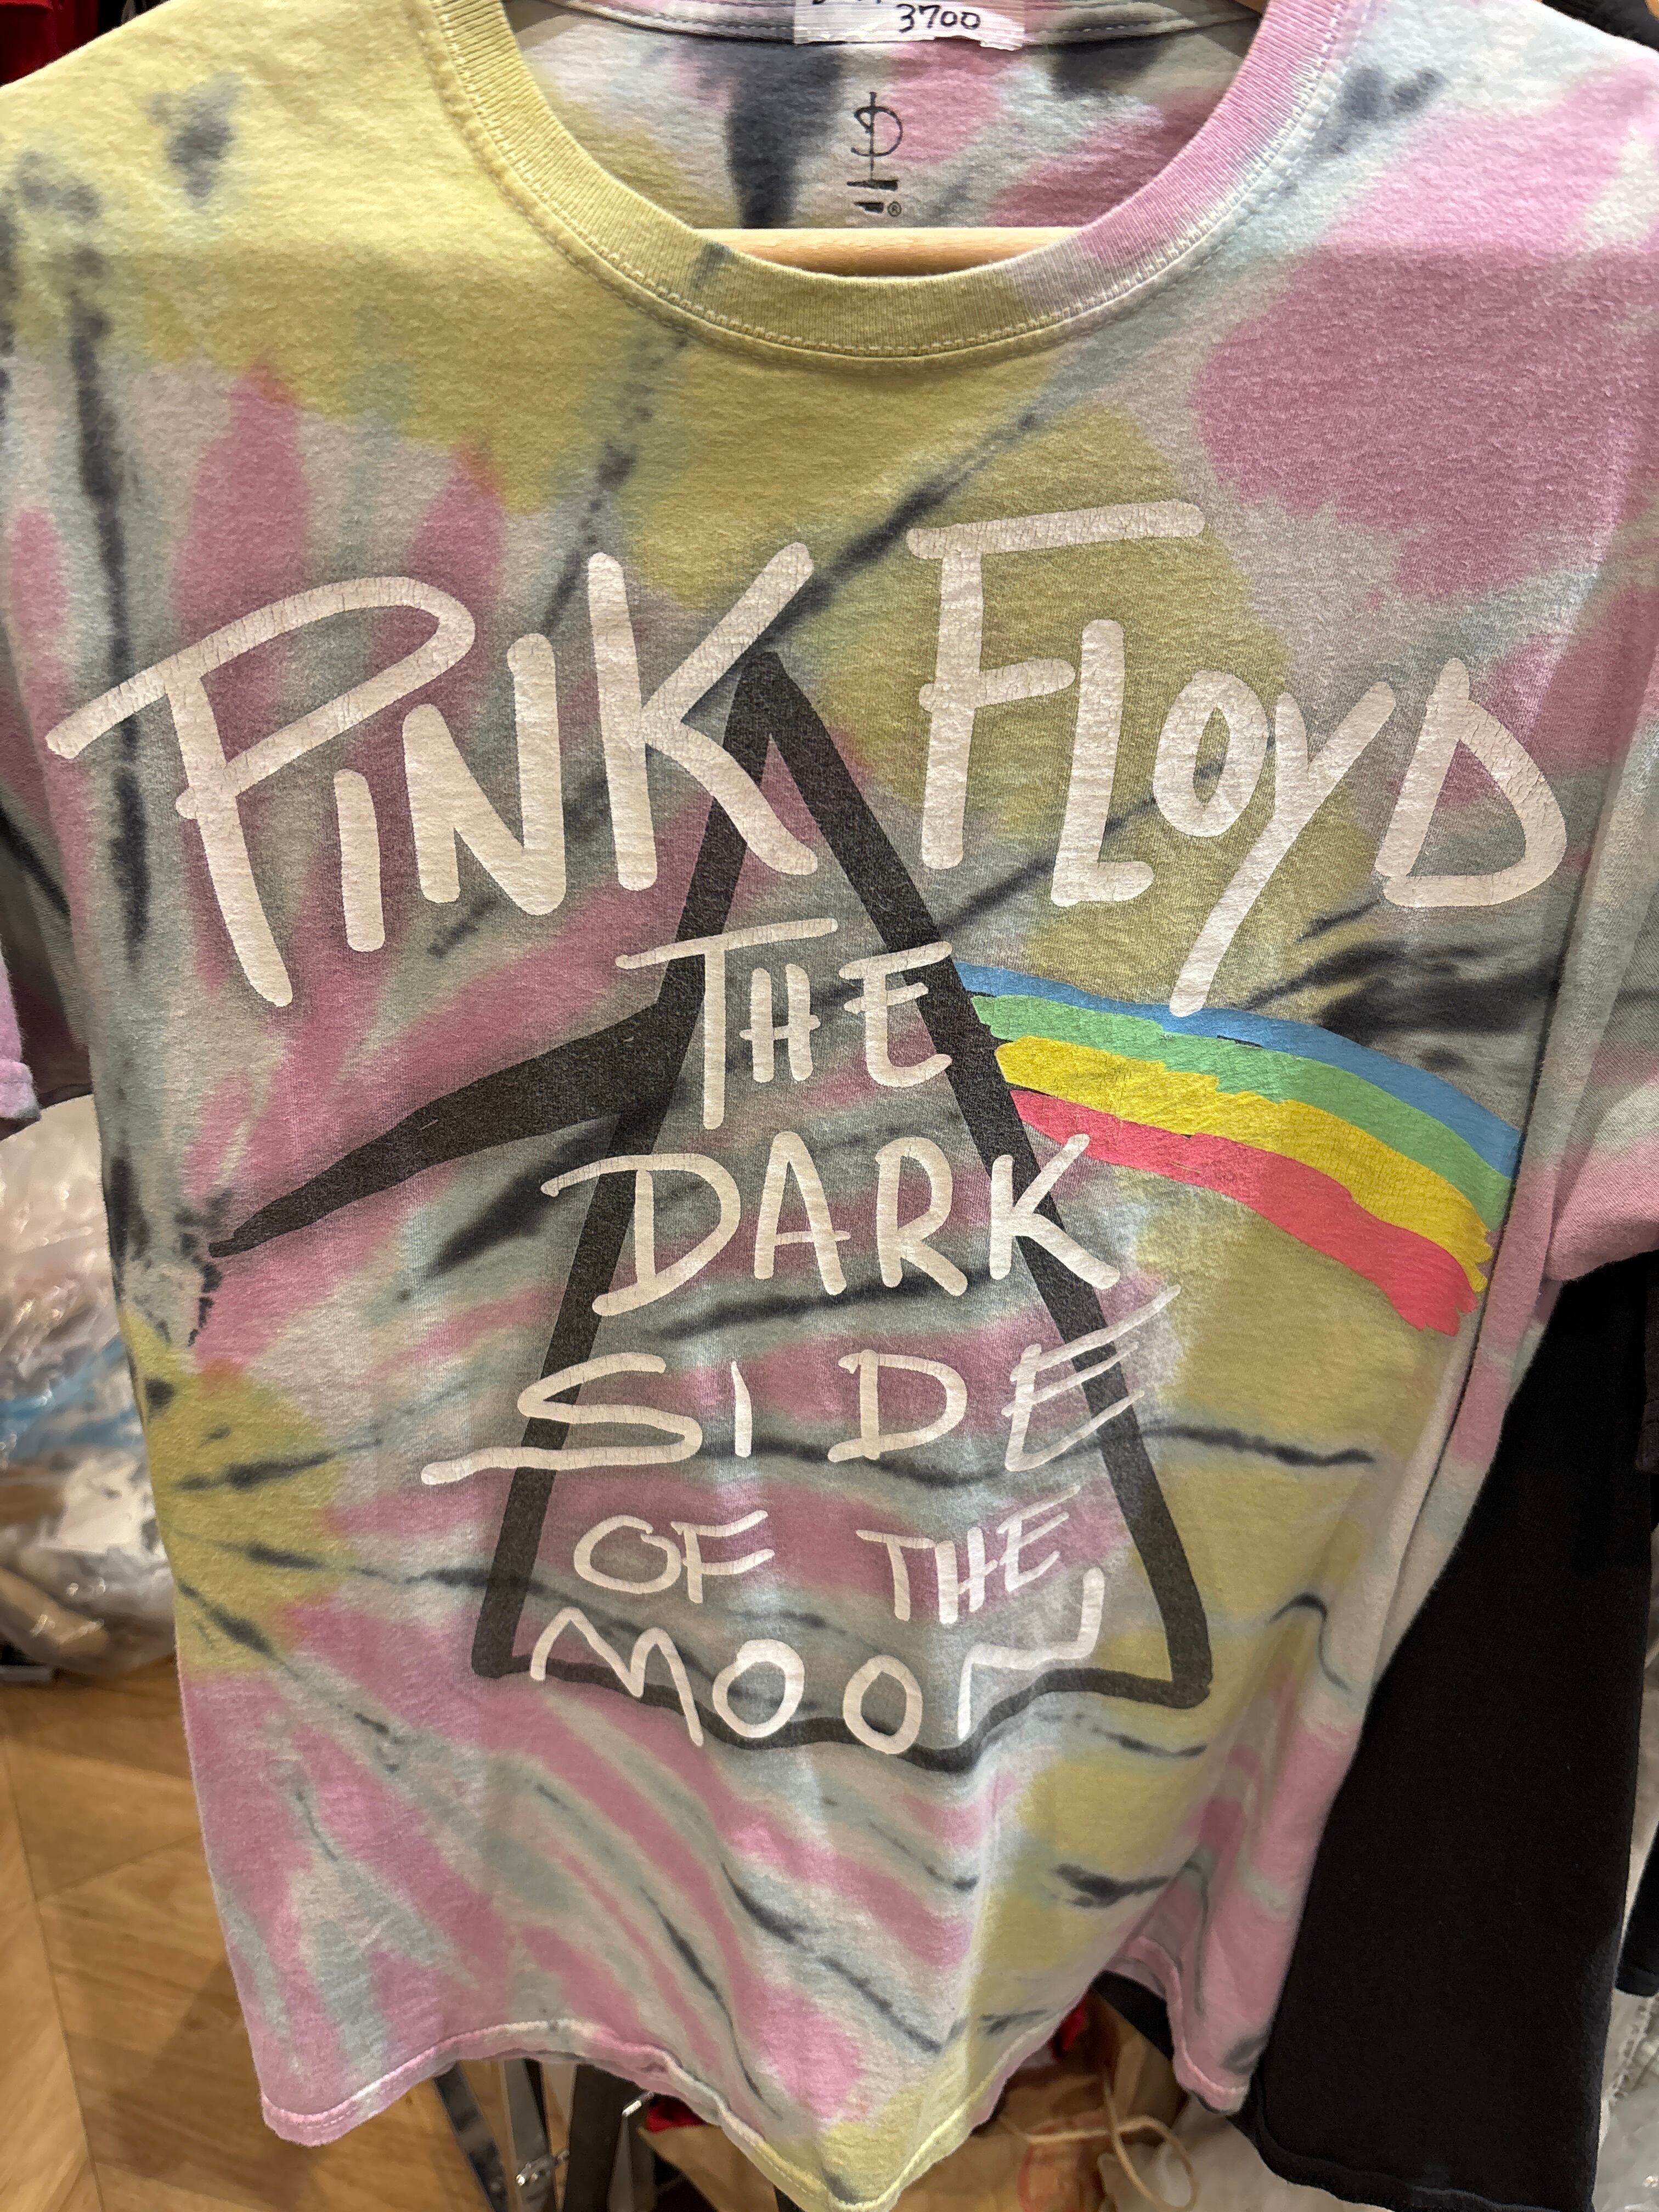 3700
PINK FLOYD
THE
DARK
SIDE
OF THE
MOON